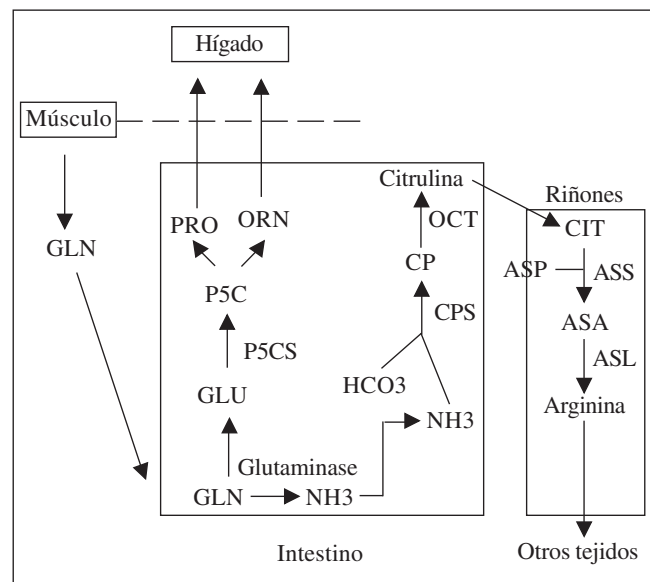 Hígado
Músculo
Citrulina
Riñones
PRO
ORN
OCT
CIT
GLN
CP
ASP
ASS
P5C
CPS
ASA
P5CS
ASL
HCO3
GLU
NH3
Arginina
Glutaminase
GLN
NH3
Intestino
Otros tejidos